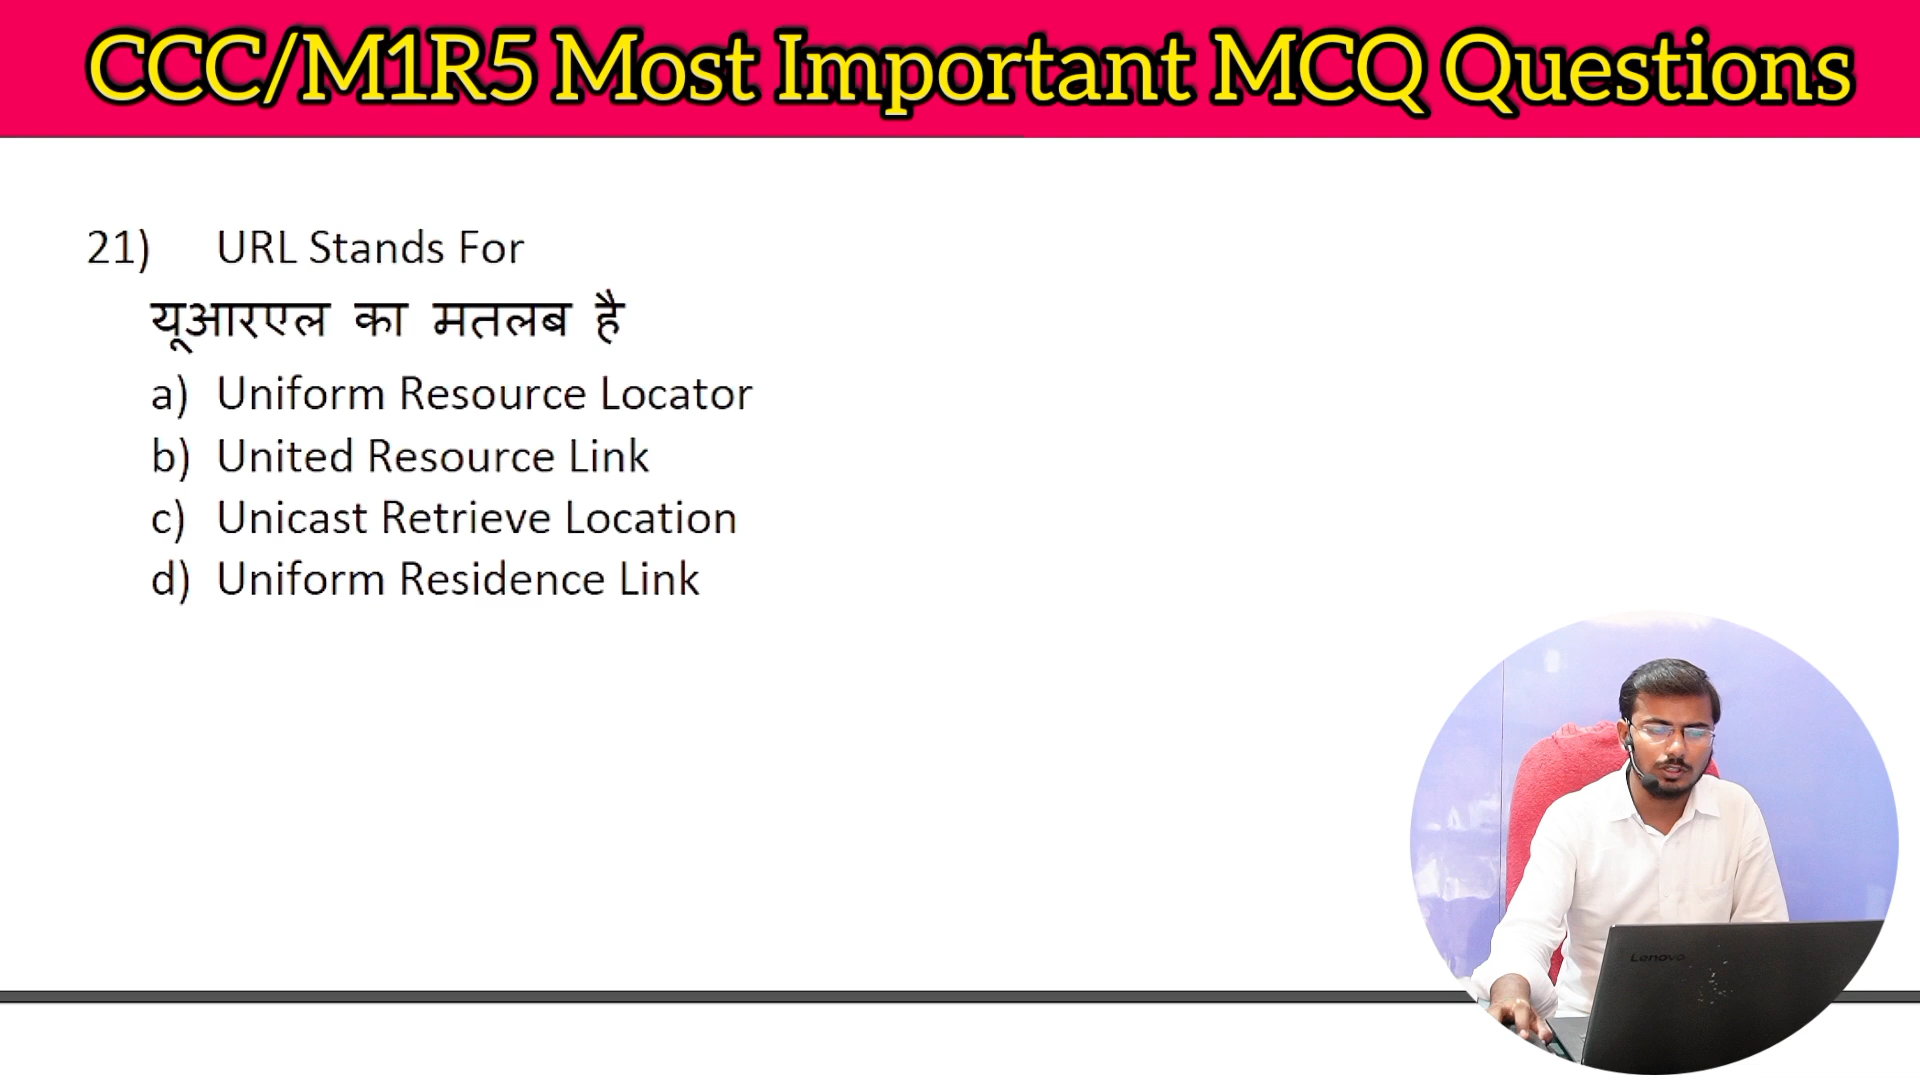 CCC/M1R5 Most Important MCQ Questions
21) URL Stands For
यूआरएल का मतलब है
a) Uniform Resource Locator
b) United Resource Link
c) Unicast Retrieve Location
d) Uniform Residence Link
Lenovo